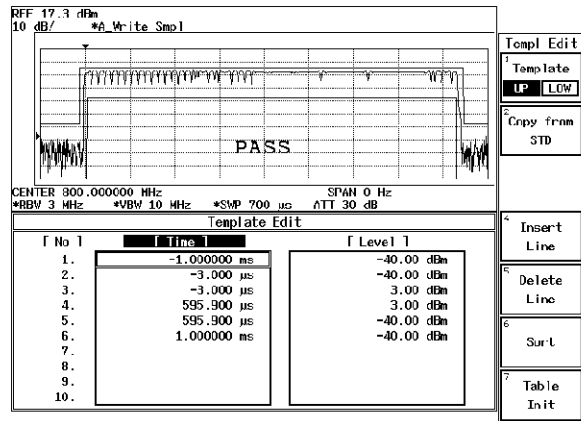 REF 17.3 dBm
10 dB/ *A_Write Smpl
PASS
CENTER 800.000000 MHz SPAN 0 Hz
*RBW 3 MHz *VBW 10 MHz *SWP 700 µs ATT 30 dB
Template Edit
[ No ] [ Time ] [ Level ]
1. -1.000000 ms -40.00 dBm
2. -3.000 µs -40.00 dBm
3. -3.000 µs 3.00 dBm
4. 595.900 µs 3.00 dBm
5. 595.900 µs -40.00 dBm
6. 1.000000 ms -40.00 dBm
7.
8.
9.
10.
Templ Edit
1 Template
UP LOW
2 Copy from
STD
4 Insert
Line
5 Delete
Line
6 Sort
7 Table
Init